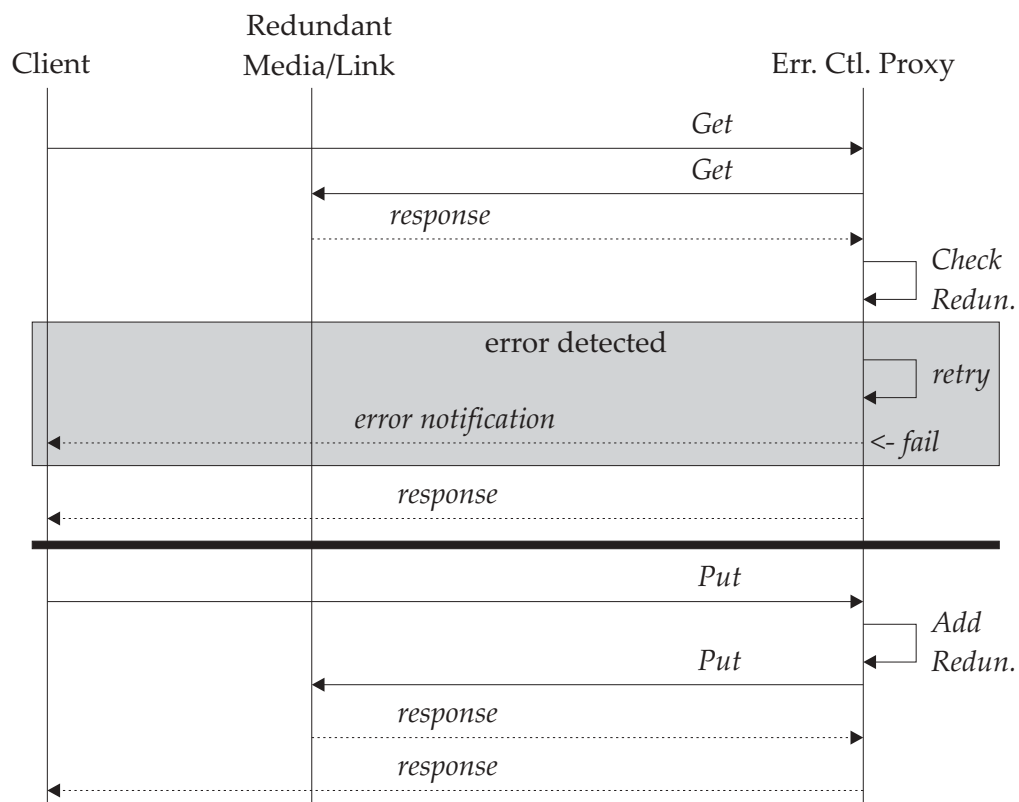 Redundant
Client Media/Link Err. Ctl. Proxy
Get
Get
response
Check
Redun.
error detected
retry
error notification
<- fail
response
Put
Add
Redun.
Put
response
response